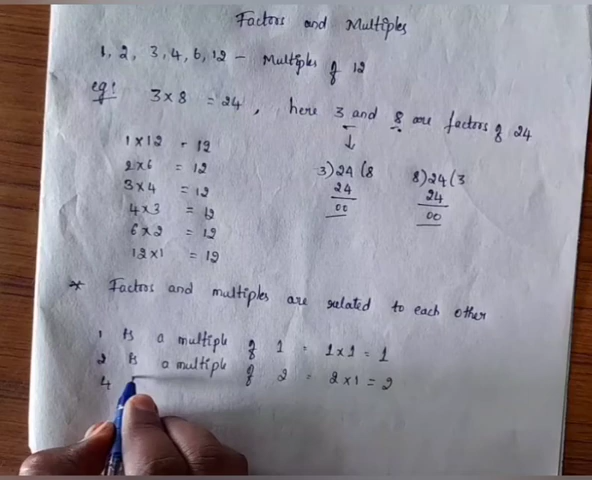 Factors and Multiples
1, 2, 3, 4, 6, 12 - Multiples of 12
eg: 3 x 8 = 24, here 3 and 8 are factors of 24
1 x 12 = 12
2 x 6 = 12
3 x 4 = 12
4 x 3 = 12
6 x 2 = 12
12 x 1 = 12
↓
3)24(8
24
00
8)24(3
24
00
* Factors and multiples are related to each other
1 is a multiple of 1 = 1 x 1 = 1
2 is a multiple of 2 = 2 x 1 = 2
4